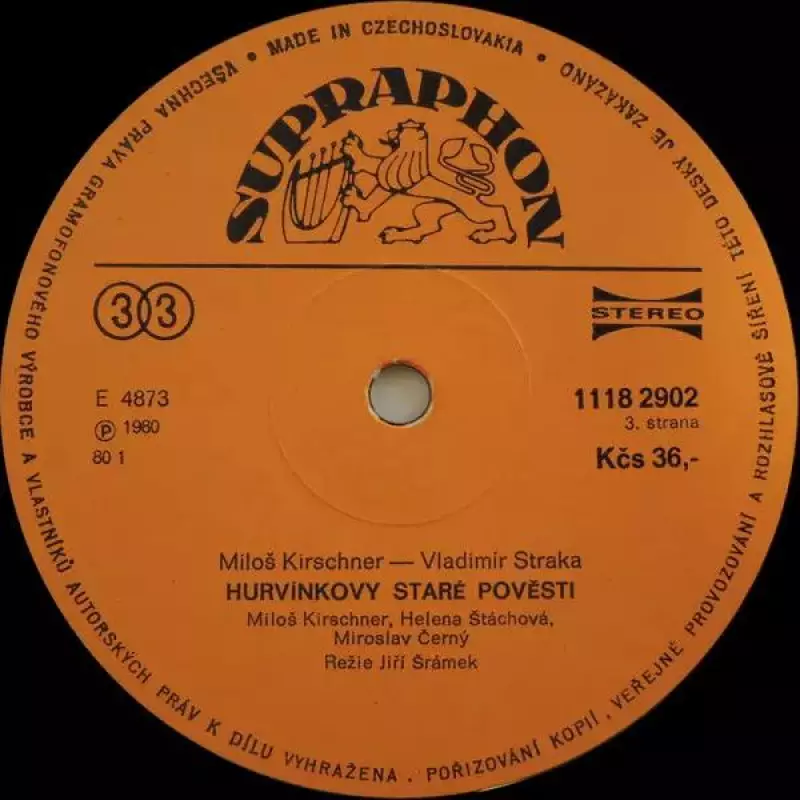 • MADE IN CZECHOSLOVAKIA •
VŠECHNA PRÁVA GRAMOFONOVÉHO VÝROBCE A VLASTNÍKŮ AUTORSKÝCH PRÁV K DÍLU VYHRAŽENA. POŘIZOVÁNÍ KOPIÍ, VEŘEJNÉ PROVOZOVÁNÍ A ROZHLASOVÉ ŠÍŘENÍ TÉTO DESKY JE ZAKÁZÁNO
SUPRAPHON
33
STEREO
E 4873
Ⓟ 1980
80 1
1118 2902
3. strana
Kčs 36,-
Miloš Kirschner — Vladimír Straka
HURVÍNKOVY STARÉ POVĚSTI
Miloš Kirschner, Helena Štáchová,
Miroslav Černý
Režie Jiří Šrámek